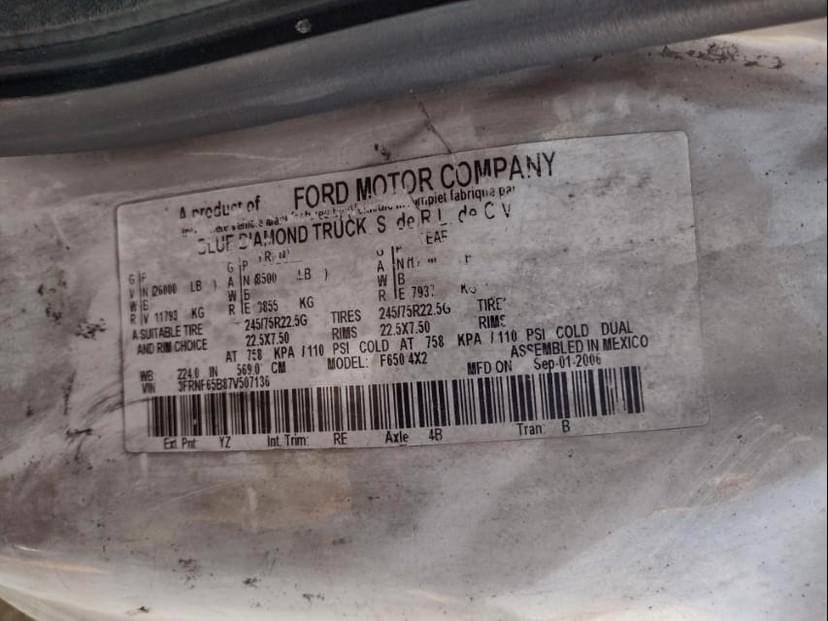 A product of FORD MOTOR COMPANY
fabriqué par
BLUE DIAMOND TRUCK S de R L de C V
G G G EAF
V N (26000 LB ) A N (8500 LB ) A N
W B W B W B
R V 11793 KG R E 3855 KG R E 7937 KG
A SUITABLE TIRE 245/75R22.5G TIRES 245/75R22.5G TIRE
AND RIM CHOICE 22.5X7.50 RIMS 22.5X7.50 RIMS
AT 758 KPA / 110 PSI COLD AT 758 KPA / 110 PSI COLD DUAL
WB 224.0 IN 569.0 CM MODEL: F650 4X2 ASSEMBLED IN MEXICO
VIN 3FRNF65B87V507136 MFD ON Sep-01-2006
Ext Pnt: YZ Int. Trim: RE Axle 4B Tran: B